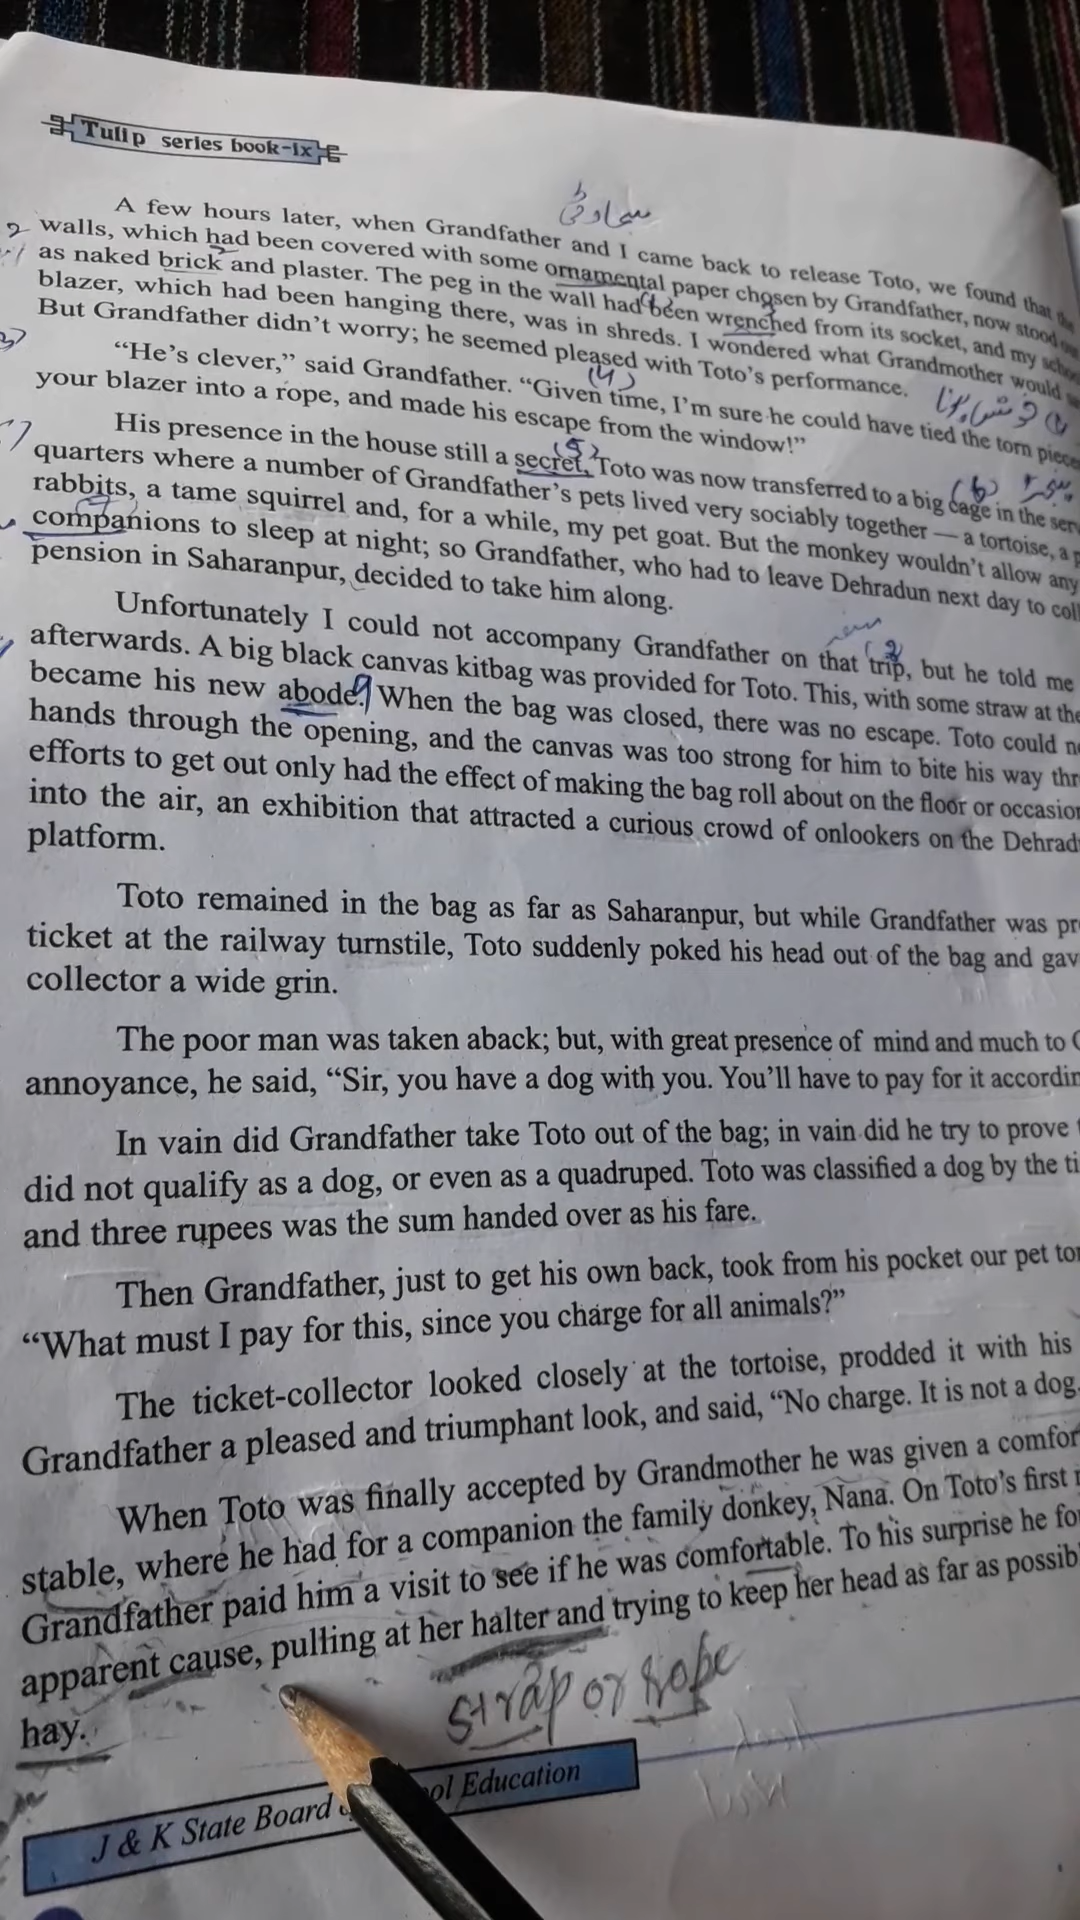 Tulip series book-ix
A few hours later, when Grandfather and I came back to release Toto, we found that the
walls, which had been covered with some ornamental paper chosen by Grandfather, now stood out
as naked brick and plaster. The peg in the wall had been wrenched from its socket, and my school
blazer, which had been hanging there, was in shreds. I wondered what Grandmother would
But Grandfather didn't worry; he seemed pleased with Toto's performance.
"He's clever," said Grandfather. "Given time, I'm sure he could have tied the torn piece
your blazer into a rope, and made his escape from the window!"
His presence in the house still a secret, Toto was now transferred to a big cage in the serv
quarters where a number of Grandfather's pets lived very sociably together — a tortoise, a p
rabbits, a tame squirrel and, for a while, my pet goat. But the monkey wouldn't allow any
companions to sleep at night; so Grandfather, who had to leave Dehradun next day to coll
pension in Saharanpur, decided to take him along.
Unfortunately I could not accompany Grandfather on that trip, but he told me
afterwards. A big black canvas kitbag was provided for Toto. This, with some straw at the
became his new abode. When the bag was closed, there was no escape. Toto could n
hands through the opening, and the canvas was too strong for him to bite his way thr
efforts to get out only had the effect of making the bag roll about on the floor or occasion
into the air, an exhibition that attracted a curious crowd of onlookers on the Dehrad
platform.
Toto remained in the bag as far as Saharanpur, but while Grandfather was pr
ticket at the railway turnstile, Toto suddenly poked his head out of the bag and gav
collector a wide grin.
The poor man was taken aback; but, with great presence of mind and much to G
annoyance, he said, "Sir, you have a dog with you. You'll have to pay for it accordin
In vain did Grandfather take Toto out of the bag; in vain did he try to prove t
did not qualify as a dog, or even as a quadruped. Toto was classified a dog by the ti
and three rupees was the sum handed over as his fare.
Then Grandfather, just to get his own back, took from his pocket our pet tor
"What must I pay for this, since you charge for all animals?"
The ticket-collector looked closely at the tortoise, prodded it with his
Grandfather a pleased and triumphant look, and said, "No charge. It is not a dog.
When Toto was finally accepted by Grandmother he was given a comfor
stable, where he had for a companion the family donkey, Nana. On Toto's first
Grandfather paid him a visit to see if he was comfortable. To his surprise he fo
apparent cause, pulling at her halter and trying to keep her head as far as possib
hay.
strap or rope
J & K State Board ool Education